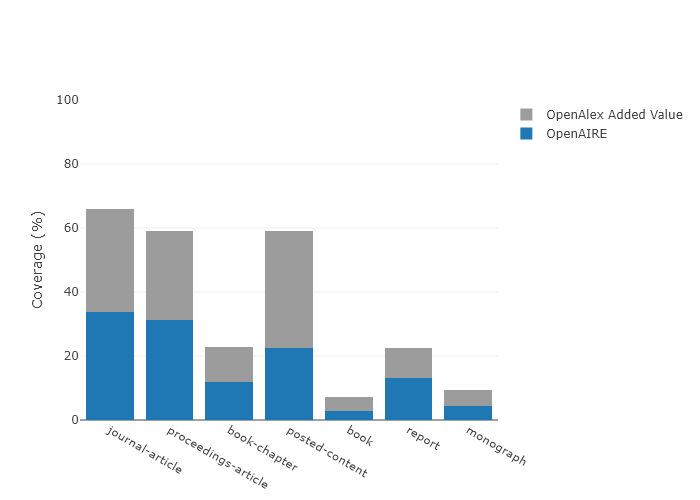 100
80
60
40
20
0
Coverage (%)
journal-article
proceedings-article
book-chapter
posted-content
book
report
monograph
OpenAlex Added Value
OpenAIRE